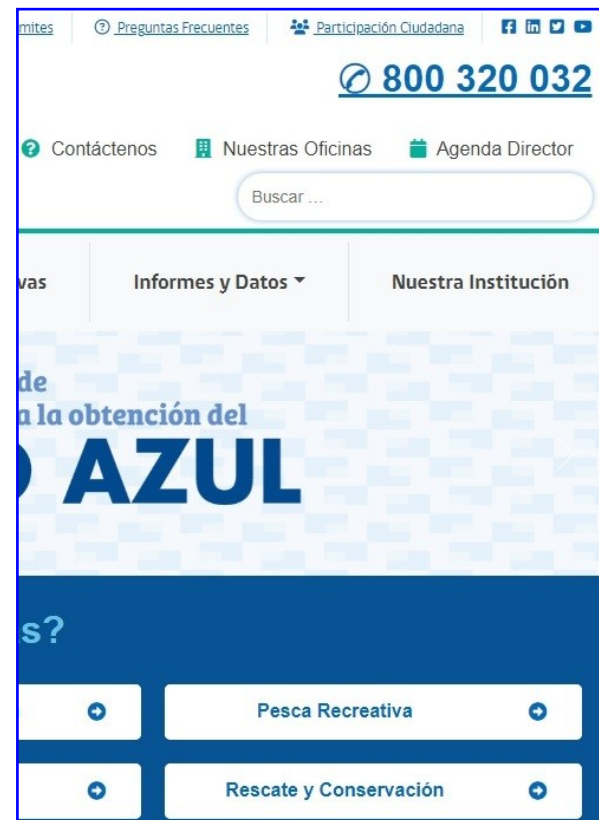 mites Preguntas Frecuentes Participación Ciudadana
800 320 032
Contáctenos Nuestras Oficinas Agenda Director
Buscar ...
vas Informes y Datos Nuestra Institución
de
a la obtención del
O AZUL
s?
Pesca Recreativa
Rescate y Conservación